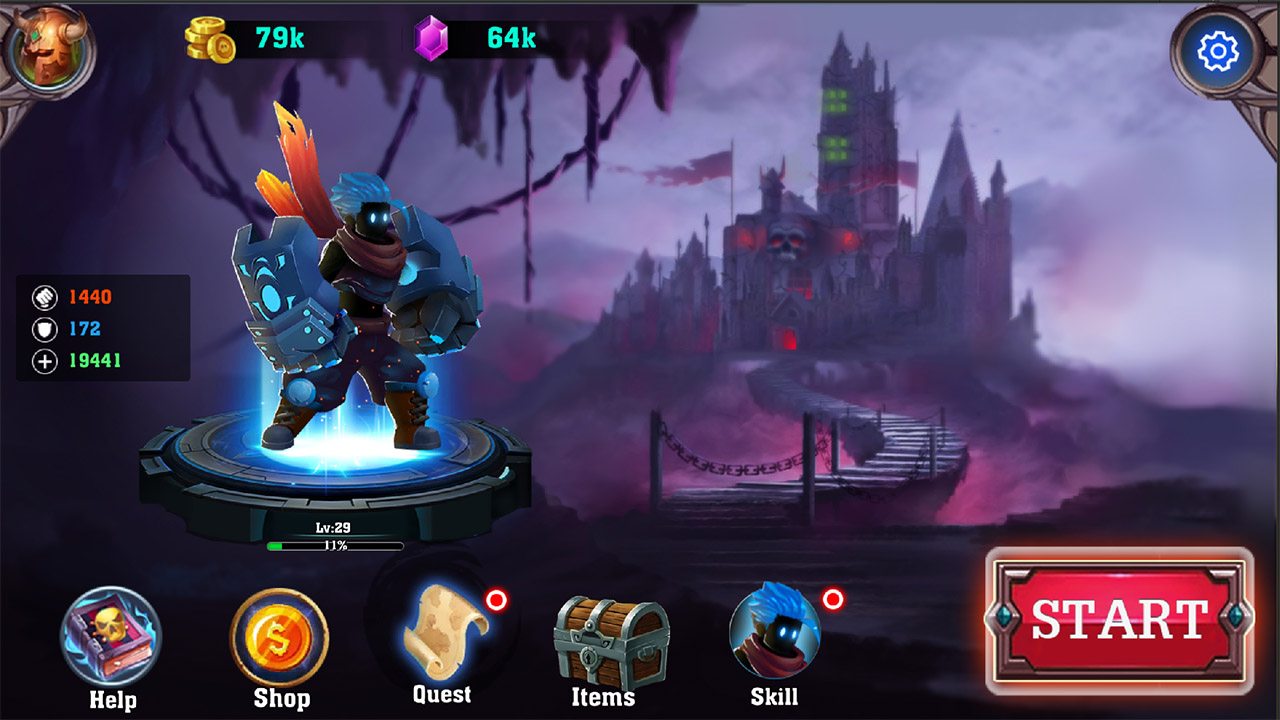 79k
64k
1440
172
19441
Lv:29
11%
Help
Shop
Quest
Items
Skill
START